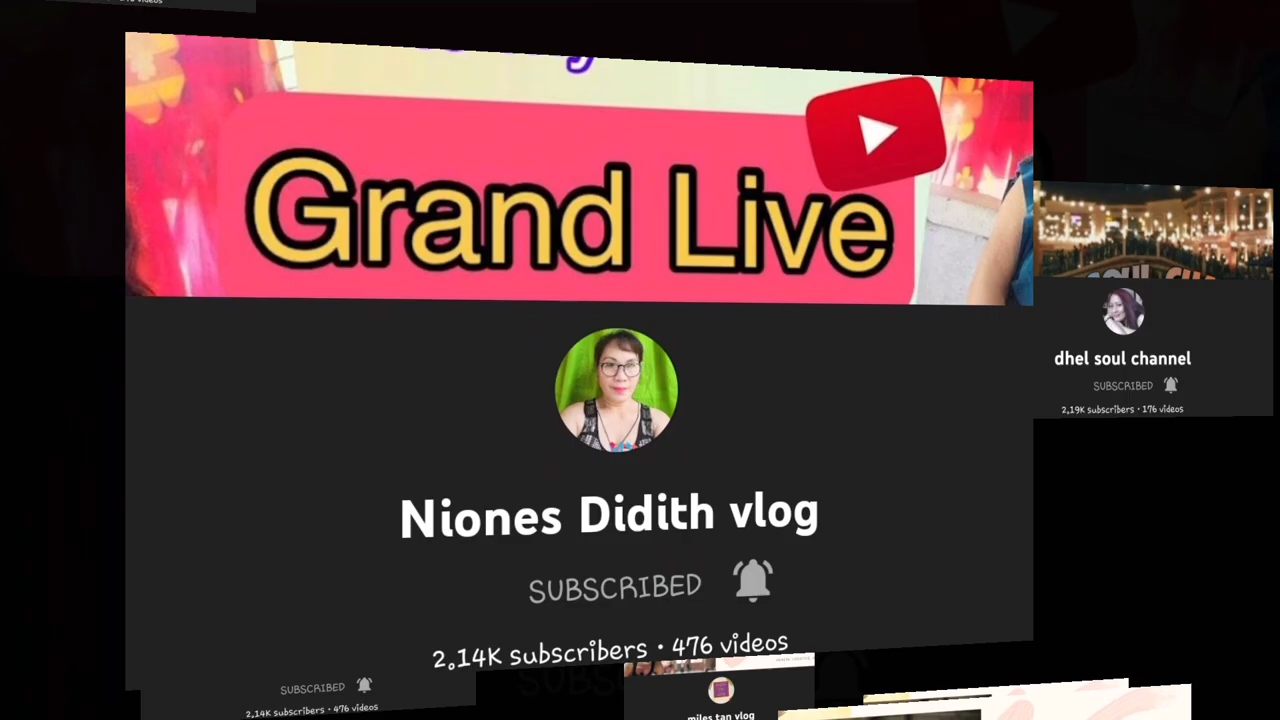 Grand Live
Niones Didith vlog
SUBSCRIBED
2,14K subscribers • 476 videos
dhel soul channel
SUBSCRIBED
2,19K subscribers • 176 videos
SUBSCRIBED
2,14K subscribers • 476 videos
miles tan vlog